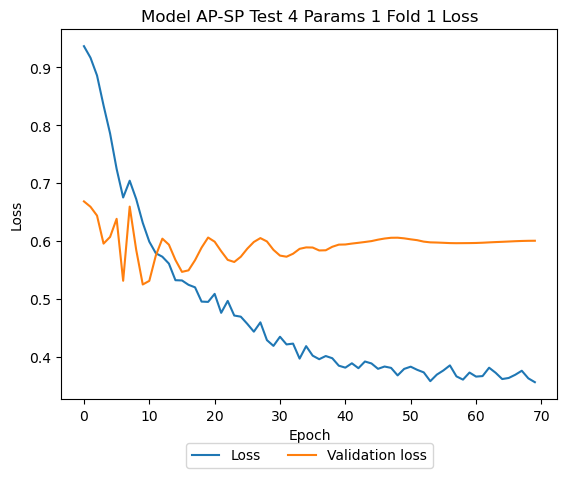 Model AP-SP Test 4 Params 1 Fold 1 Loss
0.9
0.8
0.7
0.6
0.5
0.4
Loss
0 10 20 30 40 50 60 70
Epoch
Loss Validation loss